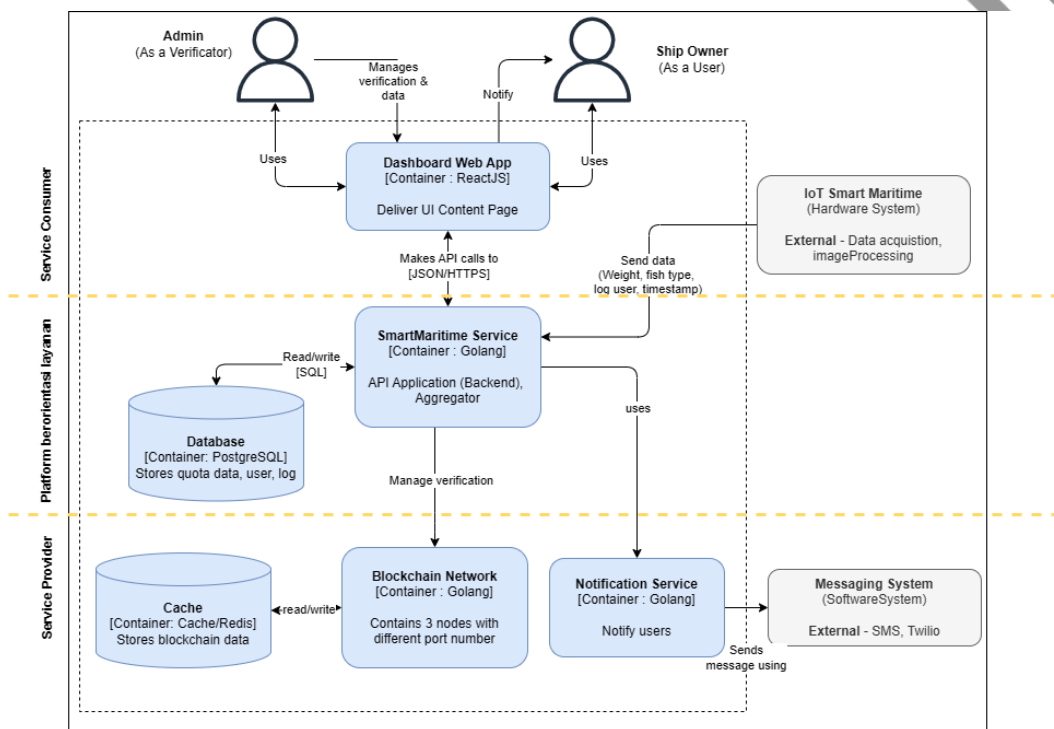 Admin
(As a Verificator)
Manages
verification &
data
Notify
Ship Owner
(As a User)
Uses
Uses
Dashboard Web App
[Container : ReactJS]
Deliver UI Content Page
Service Consumer
IoT Smart Maritime
(Hardware System)
External - Data acquistion,
imageProcessing
Makes API calls to
[JSON/HTTPS]
Send data
(Weight, fish type,
log user, timestamp)
Platform berorientasi layanan
SmartMaritime Service
[Container : Golang]
API Application (Backend),
Aggregator
Read/write
[SQL]
uses
Database
[Container: PostgreSQL]
Stores quota data, user, log
Manage verification
Service Provider
Cache
[Container: Cache/Redis]
Stores blockchain data
read/write
Blockchain Network
[Container : Golang]
Contains 3 nodes with
different port number
Notification Service
[Container : Golang]
Notify users
Sends
message using
Messaging System
(SoftwareSystem)
External - SMS, Twilio